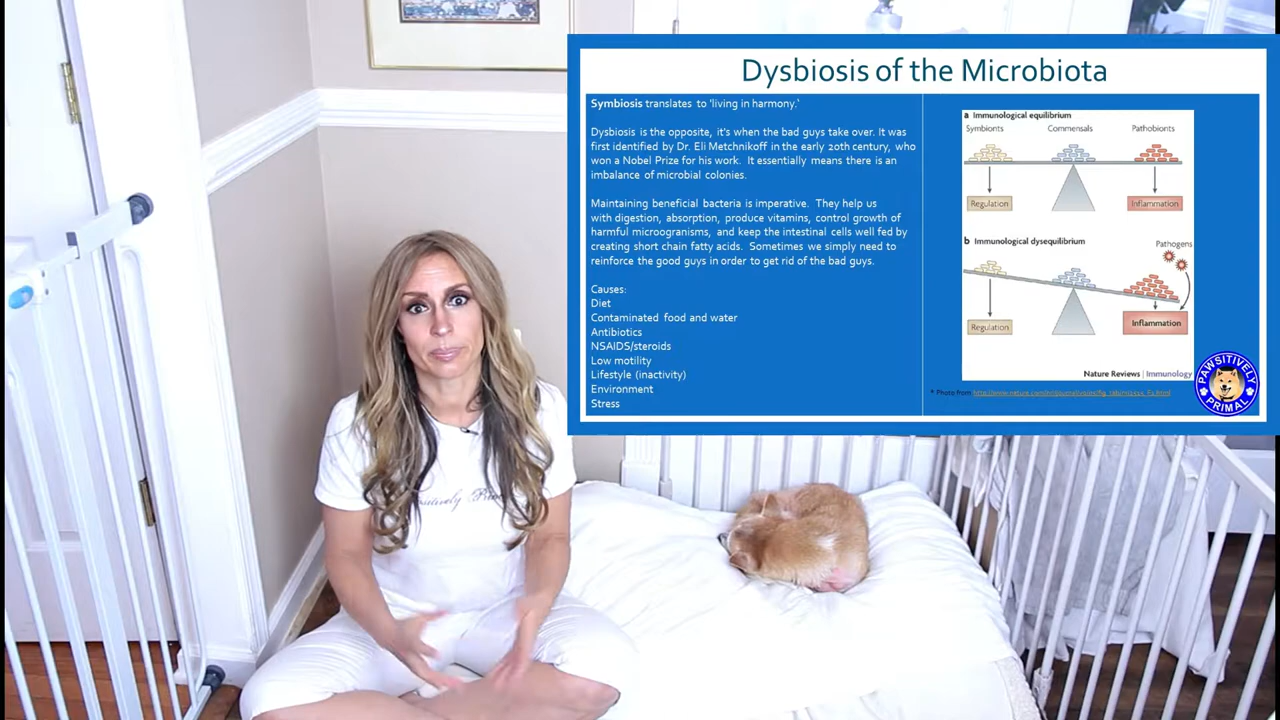 Dysbiosis of the Microbiota
Symbiosis translates to 'living in harmony.'
Dysbiosis is the opposite, it's when the bad guys take over. It was
first identified by Dr. Eli Metchnikoff in the early 20th century, who
won a Nobel Prize for his work. It essentially means there is an
imbalance of microbial colonies.
Maintaining beneficial bacteria is imperative. They help us
with digestion, absorption, produce vitamins, control growth of
harmful microogranisms, and keep the intestinal cells well fed by
creating short chain fatty acids. Sometimes we simply need to
reinforce the good guys in order to get rid of the bad guys.
Causes:
Diet
Contaminated food and water
Antibiotics
NSAIDS/steroids
Low motility
Lifestyle (inactivity)
Environment
Stress
a Immunological equilibrium
Symbionts Commensals Pathobionts
Regulation Inflammation
b Immunological dysequilibrium
Pathogens
Regulation Inflammation
Nature Reviews | Immunology
* Photo from
PAWSITIVELY
PRIMAL